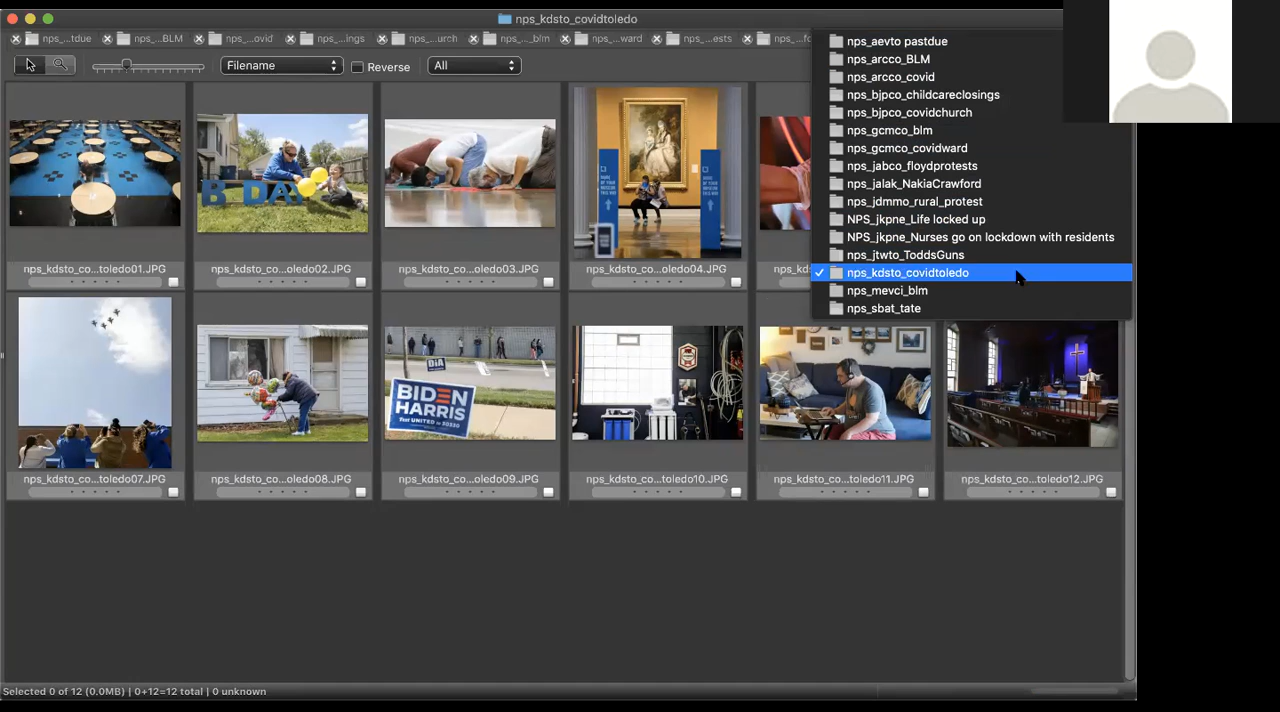 nps_kdsto_covidtoledo
nps_...tdue
nps_...BLM
nps_...ovid
nps_...ings
nps_...urch
nps_..._blm
nps_...ward
nps_...ests
Filename
Reverse
All
nps_aevto pastdue
nps_arcco_BLM
nps_arcco_covid
nps_bjpco_childcareclosings
nps_bjpco_covidchurch
nps_gcmco_blm
nps_gcmco_covidward
nps_jabco_floydprotests
nps_jalak_NakiaCrawford
nps_jdmmo_rural_protest
NPS_jkpne_Life locked up
NPS_jkpne_Nurses go on lockdown with residents
nps_jtwto_ToddsGuns
nps_kdsto_covidtoledo
nps_mevci_blm
nps_sbat_tate
B DAY
nps_kdsto_co...oledo01.JPG
nps_kdsto_co...oledo02.JPG
nps_kdsto_co...oledo03.JPG
nps_kdsto_co...oledo04.JPG
BIDEN
HARRIS
nps_kdsto_co...toledo07.JPG
nps_kdsto_co...oledo08.JPG
nps_kdsto_co...oledo09.JPG
nps_kdsto_co...toledo10.JPG
nps_kdsto_co...toledo11.JPG
nps_kdsto_co...toledo12.JPG
Selected 0 of 12 (0.0MB) | 0+12=12 total | 0 unknown